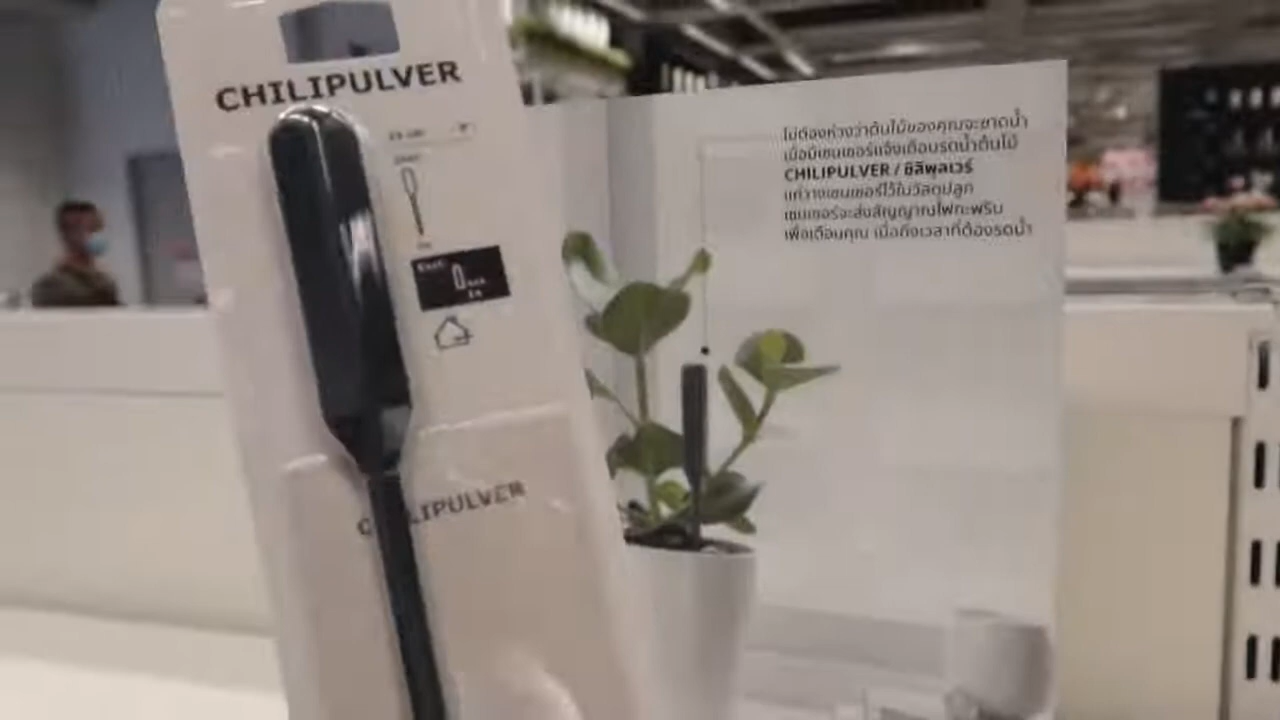 CHILIPULVER
CHILIPULVER
ไม่ต้องห่วงว่าต้นไม้ของคุณจะขาดน้ำ
เมื่อมีเซนเซอร์แจ้งเตือนรดน้ำต้นไม้
CHILIPULVER / ชิลีพุลเวร์
แค่วางเซนเซอร์ไว้ในวัสดุปลูก
เซนเซอร์จะส่งสัญญาณไฟกะพริบ
เพื่อเตือนคุณ เมื่อถึงเวลาที่ต้องรดน้ำ